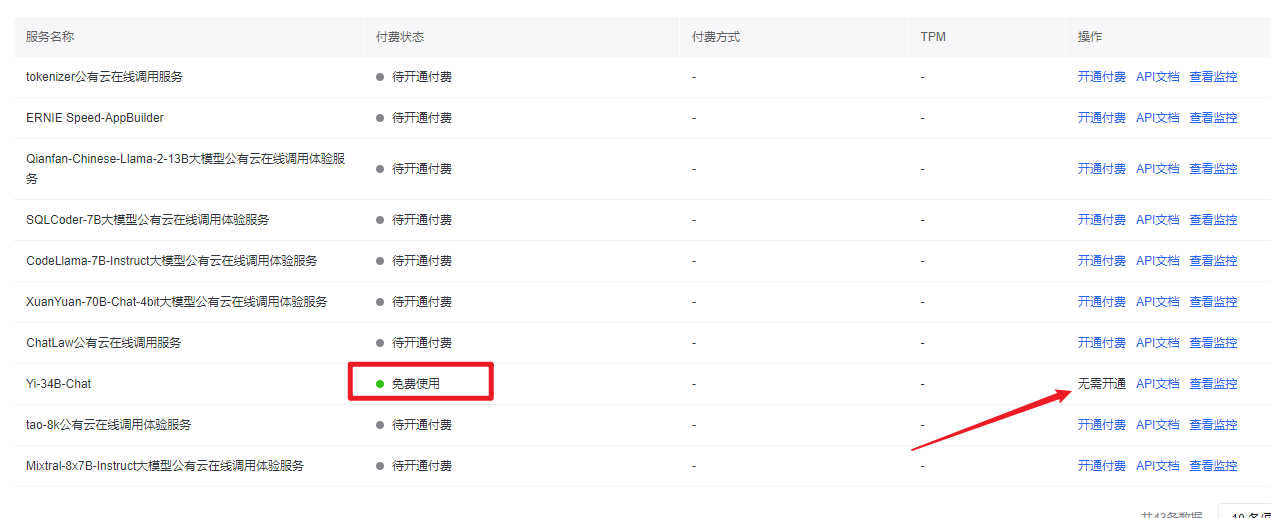 服务名称 付费状态 付费方式 TPM 操作
tokenizer公有云在线调用服务 待开通付费 - - 开通付费 API文档 查看监控
ERNIE Speed-AppBuilder 待开通付费 - - 开通付费 API文档 查看监控
Qianfan-Chinese-Llama-2-13B大模型公有云在线调用体验服
务 待开通付费 - - 开通付费 API文档 查看监控
SQLCoder-7B大模型公有云在线调用体验服务 待开通付费 - - 开通付费 API文档 查看监控
CodeLlama-7B-Instruct大模型公有云在线调用体验服务 待开通付费 - - 开通付费 API文档 查看监控
XuanYuan-70B-Chat-4bit大模型公有云在线调用体验服务 待开通付费 - - 开通付费 API文档 查看监控
ChatLaw公有云在线调用服务 待开通付费 - - 开通付费 API文档 查看监控
Yi-34B-Chat 免费使用 - - 无需开通 API文档 查看监控
tao-8k公有云在线调用体验服务 待开通付费 - - 开通付费 API文档 查看监控
Mixtral-8x7B-Instruct大模型公有云在线调用体验服务 待开通付费 - - 开通付费 API文档 查看监控